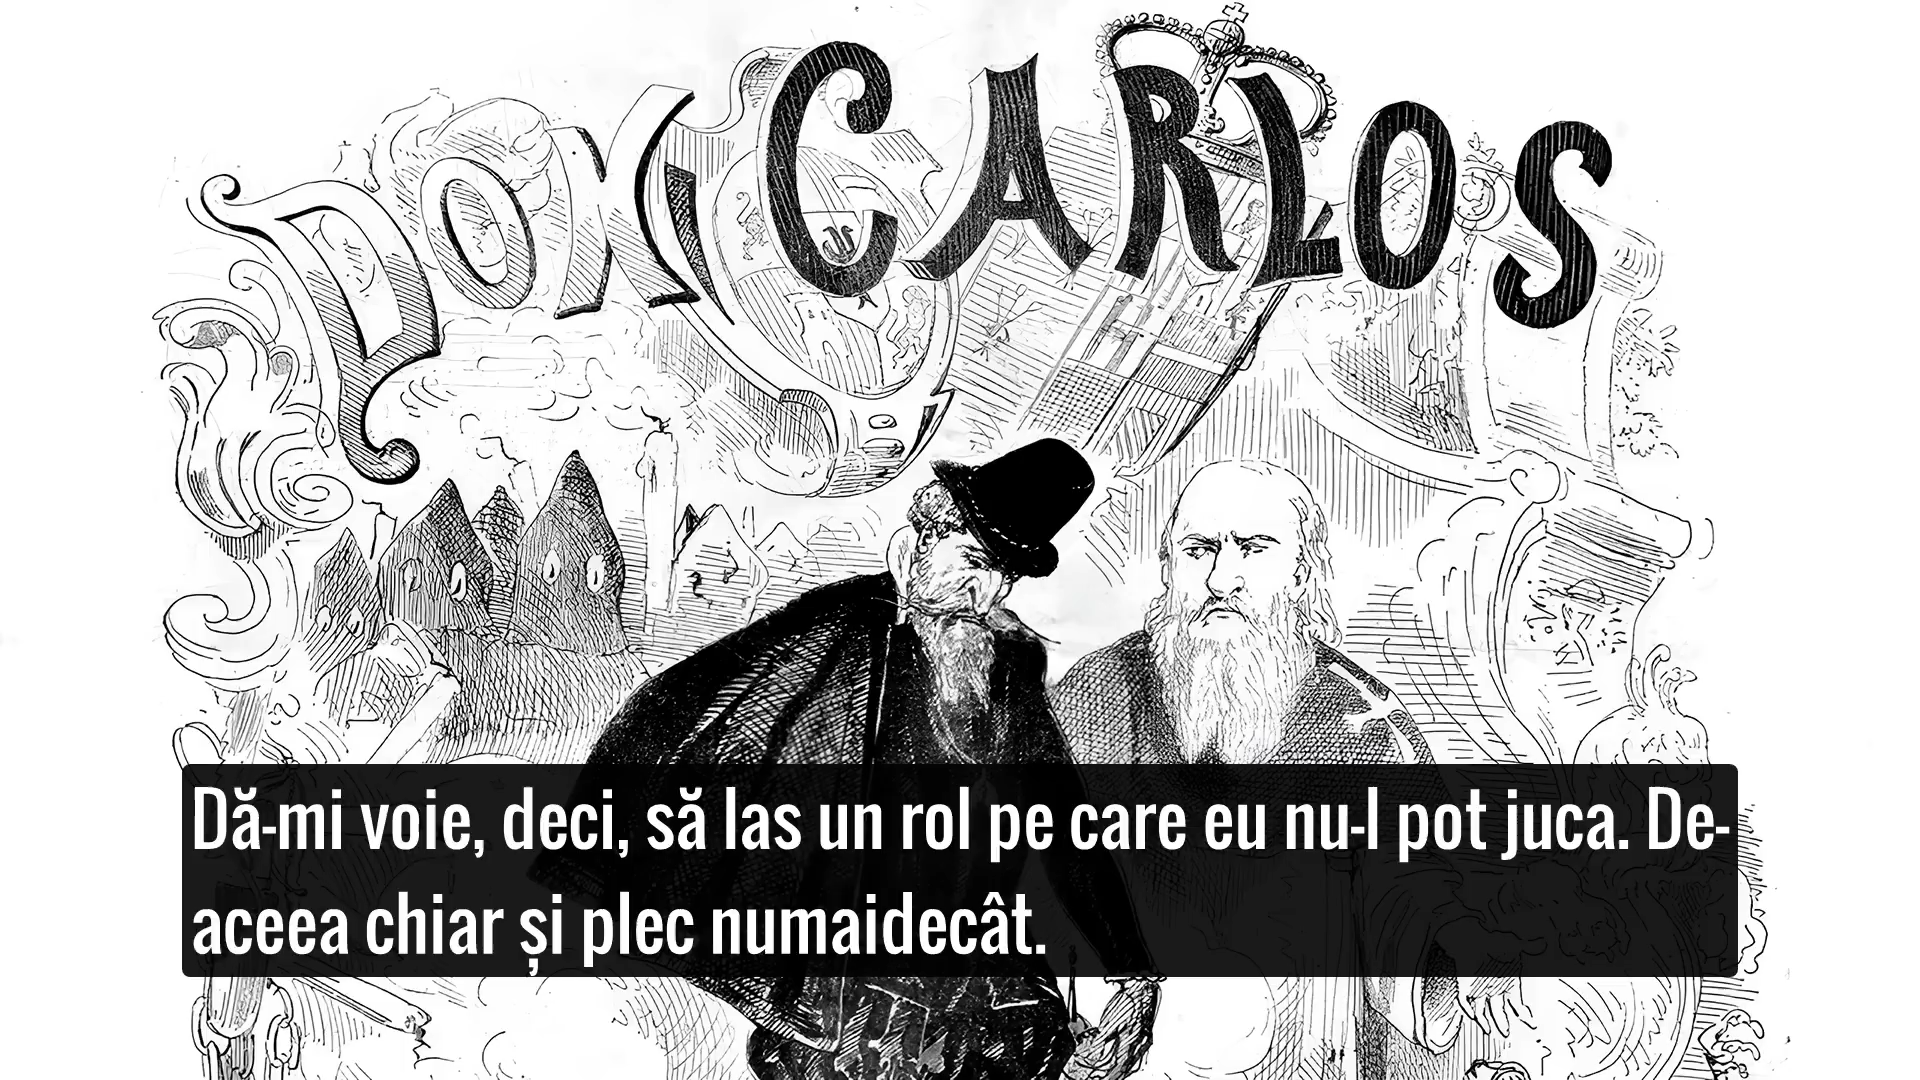 DON CARLOS
Dă-mi voie, deci, să las un rol pe care eu nu-l pot juca. De-
aceea chiar și plec numaidecât.